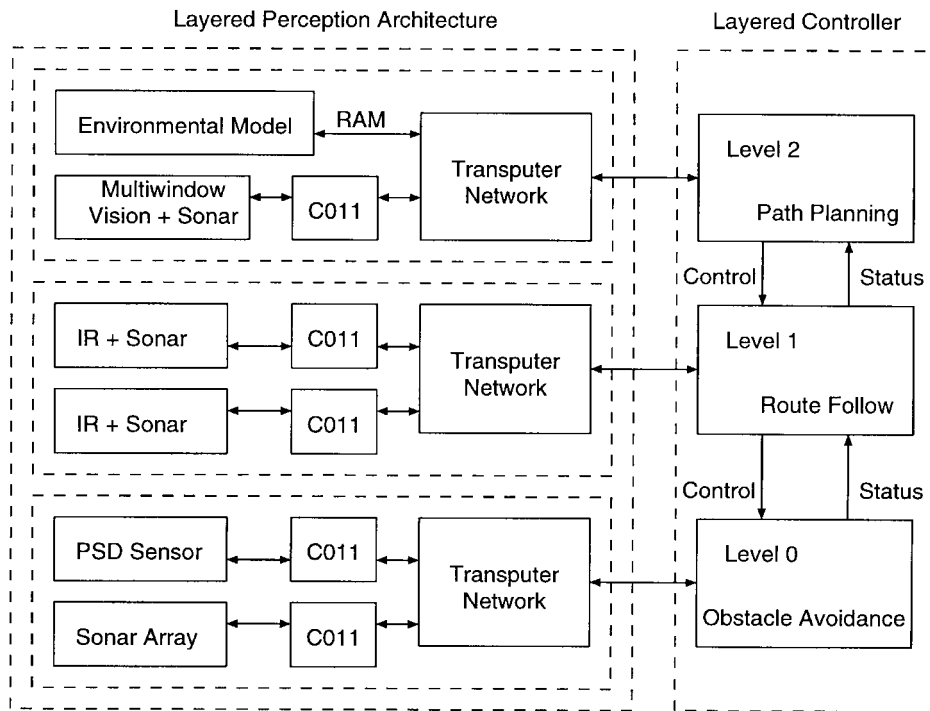 Layered Perception Architecture
Layered Controller
Environmental Model
RAM
Multiwindow
Vision + Sonar
C011
Transputer
Network
Level 2
Path Planning
Control
Status
IR + Sonar
C011
IR + Sonar
C011
Transputer
Network
Level 1
Route Follow
Control
Status
PSD Sensor
C011
Sonar Array
C011
Transputer
Network
Level 0
Obstacle Avoidance